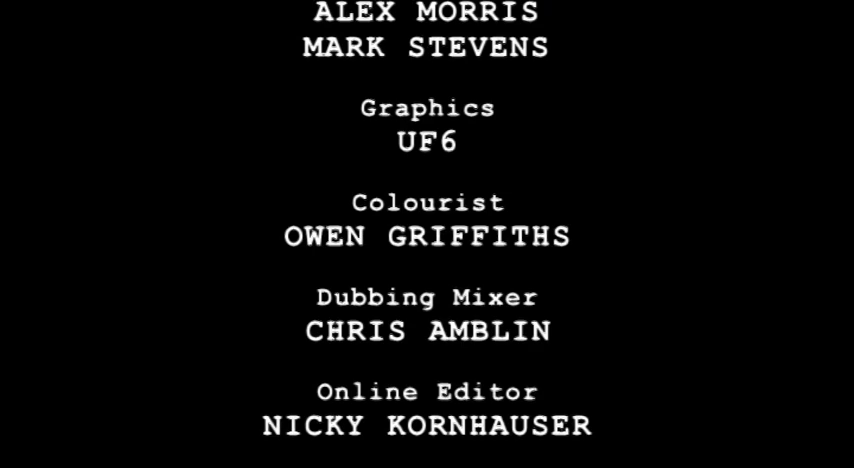 ALEX MORRIS
MARK STEVENS
Graphics
UF6
Colourist
OWEN GRIFFITHS
Dubbing Mixer
CHRIS AMBLIN
Online Editor
NICKY KORNHAUSER